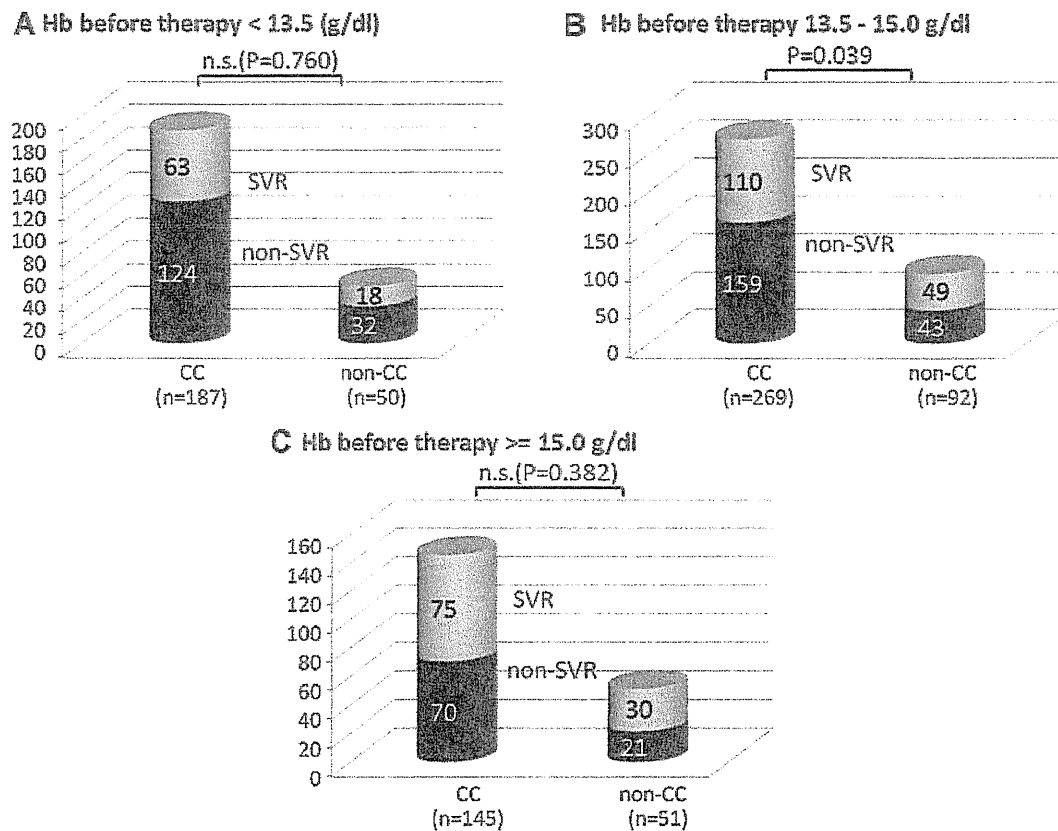 A Hb before therapy < 13.5 (g/dl)
n.s.(P=0.760)
200
180
160
140
120
100
80
60
40
20
0
63
SVR
124
non-SVR
18
32
CC
(n=187)
non-CC
(n=50)
B Hb before therapy 13.5 - 15.0 g/dl
P=0.039
300
250
200
150
100
50
0
110
SVR
159
non-SVR
49
43
CC
(n=269)
non-CC
(n=92)
C Hb before therapy >= 15.0 g/dl
n.s.(P=0.382)
160
140
120
100
80
60
40
20
0
75
SVR
70
non-SVR
30
21
CC
(n=145)
non-CC
(n=51)